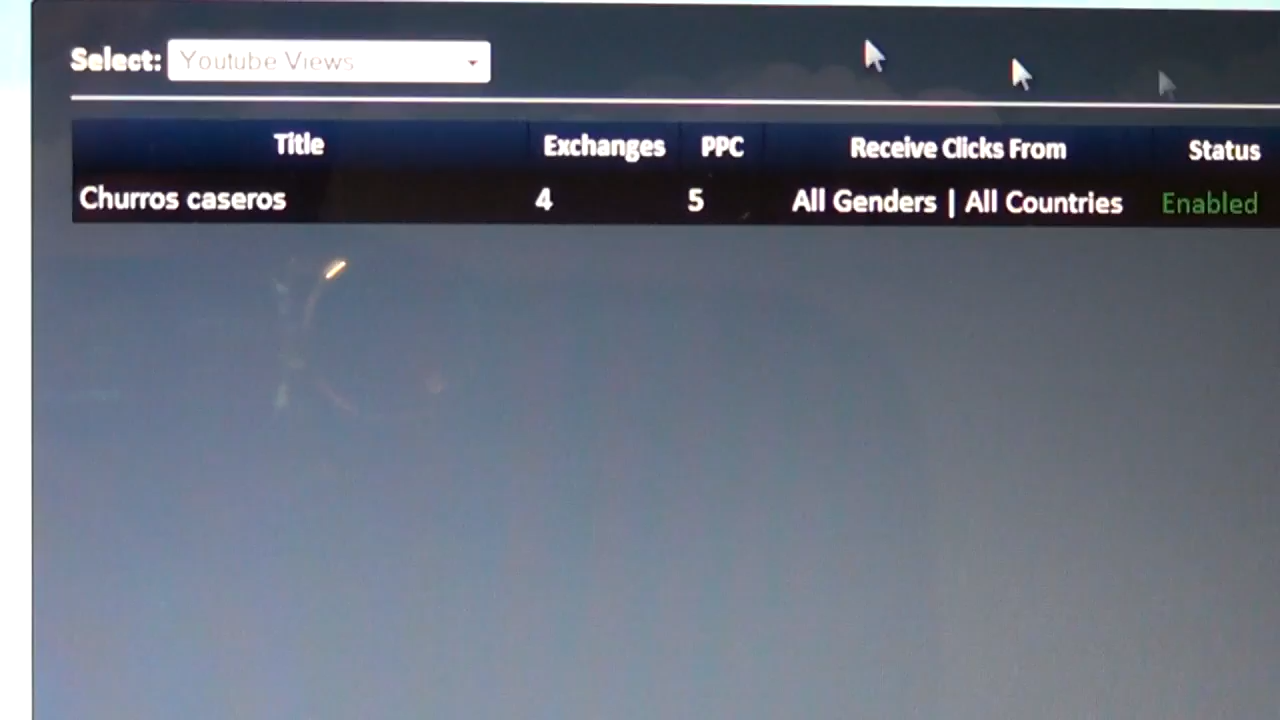 Select: Youtube Views
Title Exchanges PPC Receive Clicks From Status
Churros caseros 4 5 All Genders | All Countries Enabled